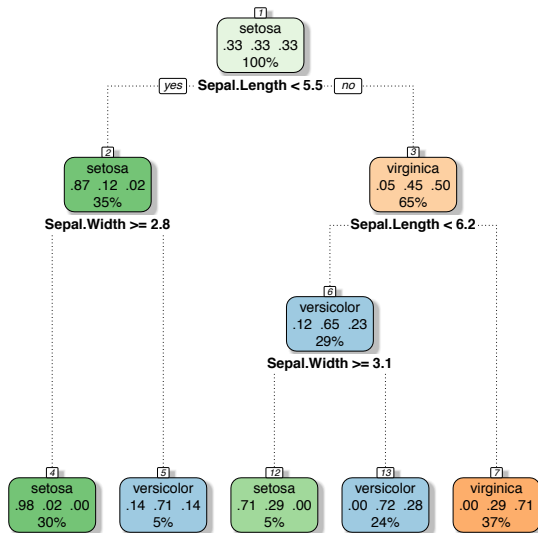 1
setosa
.33 .33 .33
100%
yes Sepal.Length < 5.5 no
2
setosa
.87 .12 .02
35%
Sepal.Width >= 2.8
3
virginica
.05 .45 .50
65%
Sepal.Length < 6.2
6
versicolor
.12 .65 .23
29%
Sepal.Width >= 3.1
4
setosa
.98 .02 .00
30%
5
versicolor
.14 .71 .14
5%
12
setosa
.71 .29 .00
5%
13
versicolor
.00 .72 .28
24%
7
virginica
.00 .29 .71
37%